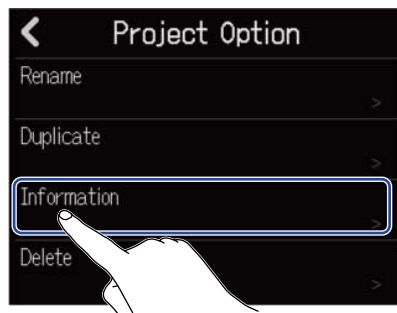 Project Option
Rename
Duplicate
Information
Delete